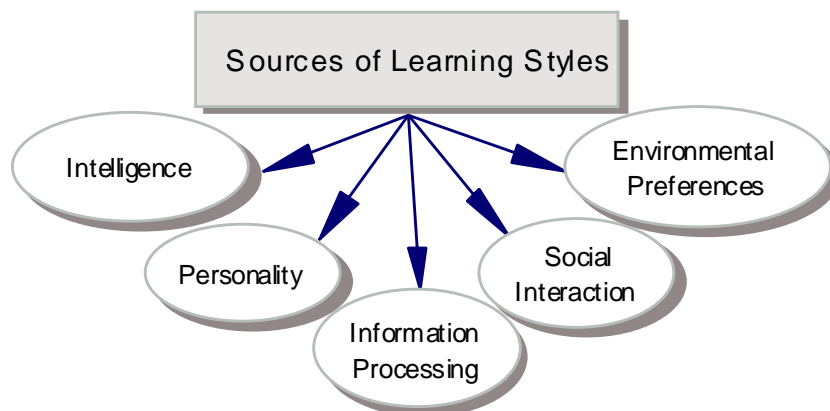 Sources of Learning Styles
Intelligence
Environmental
Preferences
Personality
Social
Interaction
Information
Processing